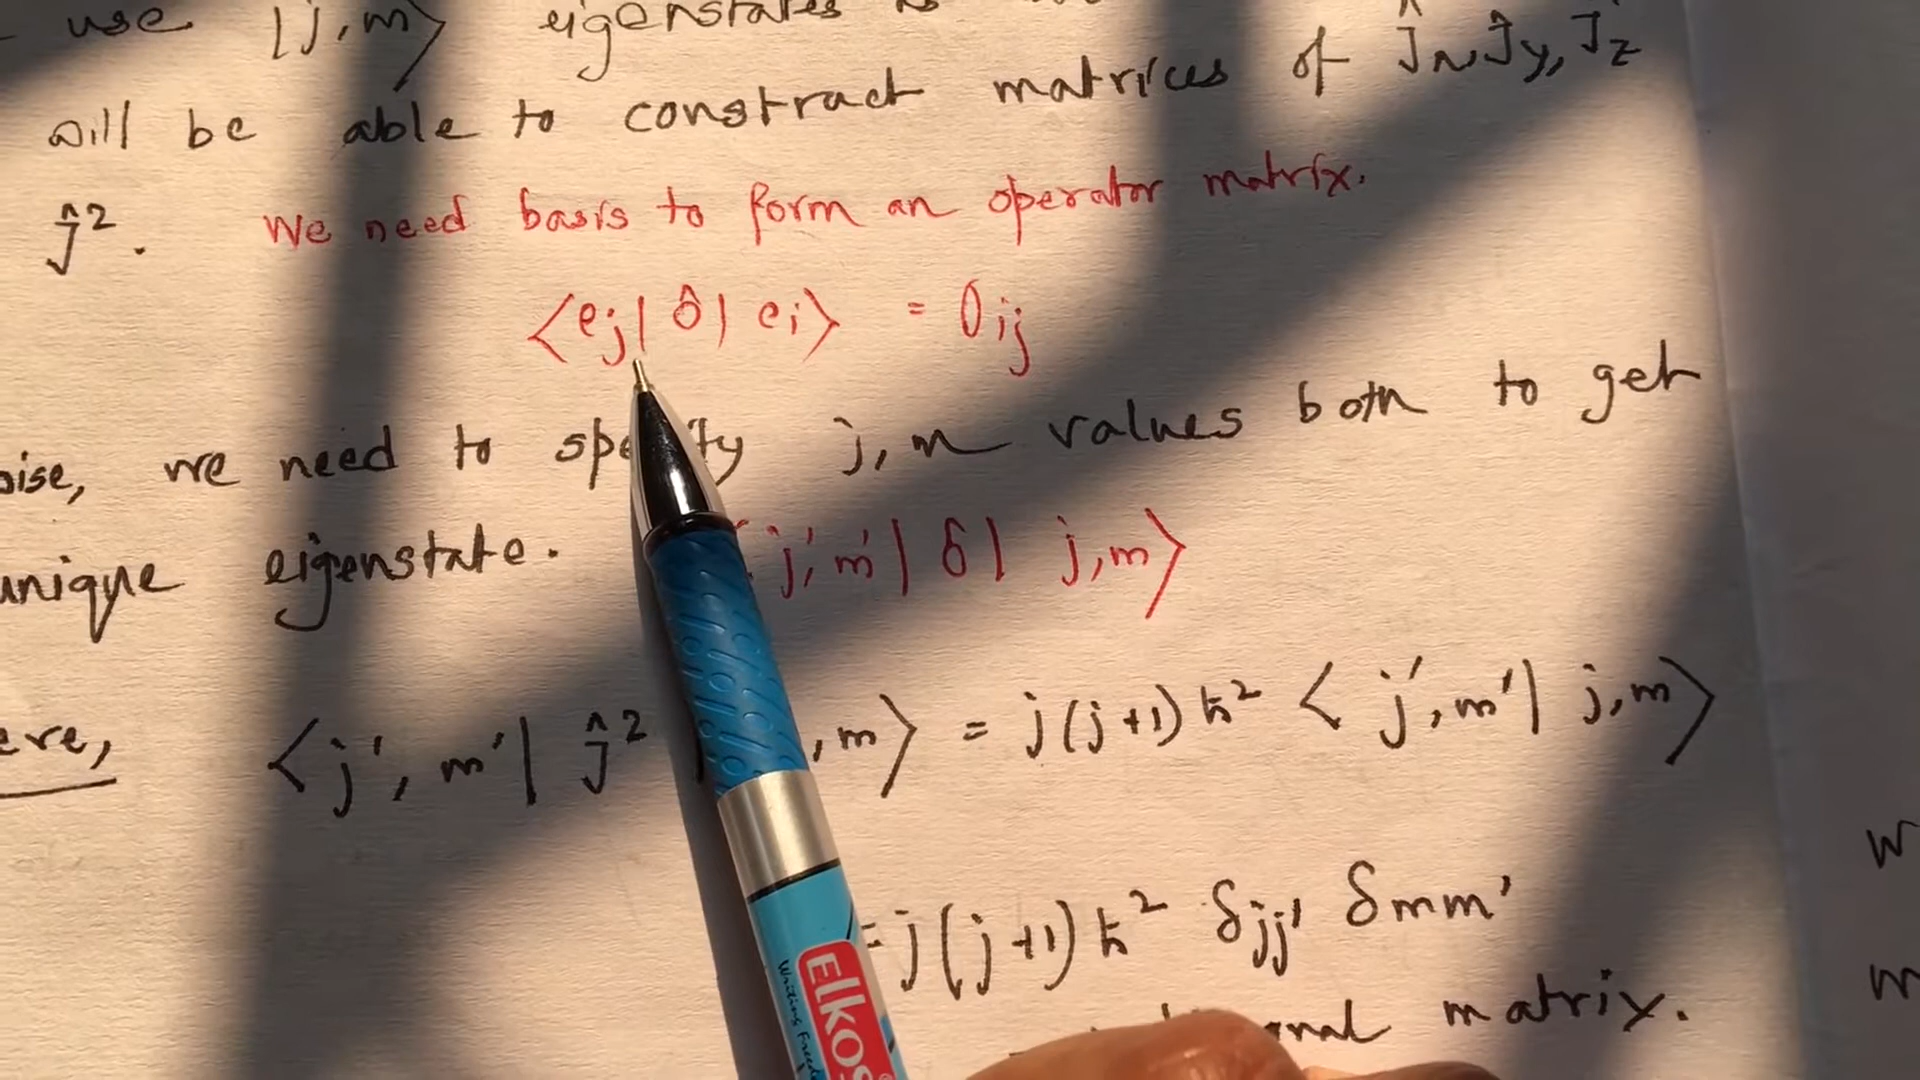 use |j,m⟩ eigenstates
will be able to construct matrices of Ĵx, Ĵy, Ĵz
Ĵ². We need basis to form an operator matrix.
⟨ej| Ô | ei⟩ = Oij
we need to specify j, m values both to get
unique eigenstate. j', m' | Ô | j,m⟩
⟨j', m'| Ĵ² ,m⟩ = j(j+1)ħ² ⟨j', m'| j,m⟩
= j(j+1)ħ² δjj' δmm'
matrix.
Elkos
Writing